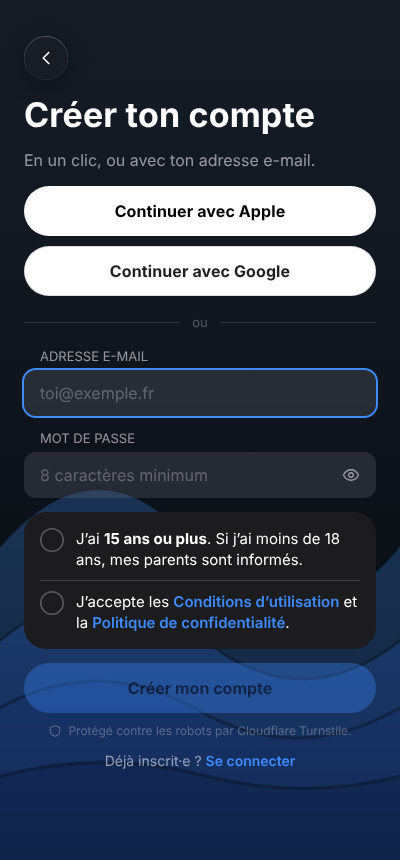 Créer ton compte
En un clic, ou avec ton adresse e-mail.
Continuer avec Apple
Continuer avec Google
ou
ADRESSE E-MAIL
toi@exemple.fr
MOT DE PASSE
8 caractères minimum
J’ai 15 ans ou plus. Si j’ai moins de 18
ans, mes parents sont informés.
J’accepte les Conditions d’utilisation et
la Politique de confidentialité.
Créer mon compte
Protégé contre les robots par Cloudflare Turnstile.
Déjà inscrit·e ? Se connecter